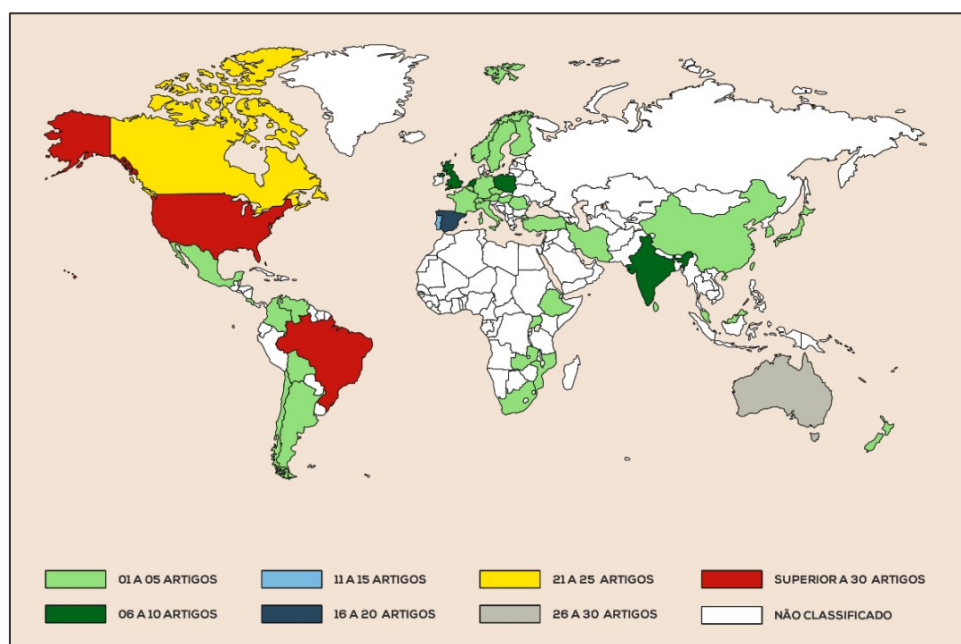 01 A 05 ARTIGOS
11 A 15 ARTIGOS
21 A 25 ARTIGOS
SUPERIOR A 30 ARTIGOS
06 A 10 ARTIGOS
16 A 20 ARTIGOS
26 A 30 ARTIGOS
NÃO CLASSIFICADO